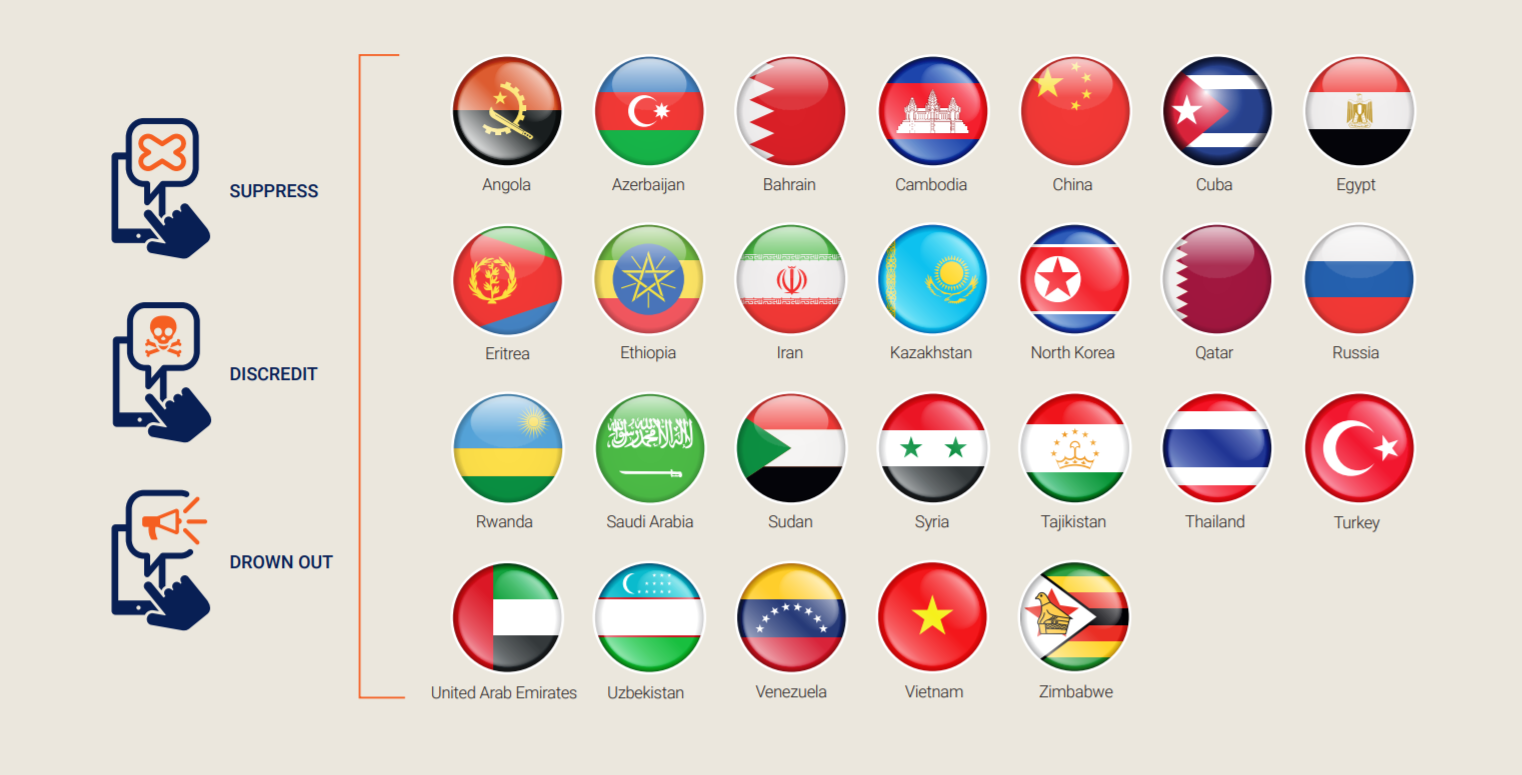 SUPPRESS
DISCREDIT
DROWN OUT
Angola
Azerbaijan
Bahrain
Cambodia
China
Cuba
Egypt
Eritrea
Ethiopia
Iran
Kazakhstan
North Korea
Qatar
Russia
Rwanda
Saudi Arabia
Sudan
Syria
Tajikistan
Thailand
Turkey
United Arab Emirates
Uzbekistan
Venezuela
Vietnam
Zimbabwe